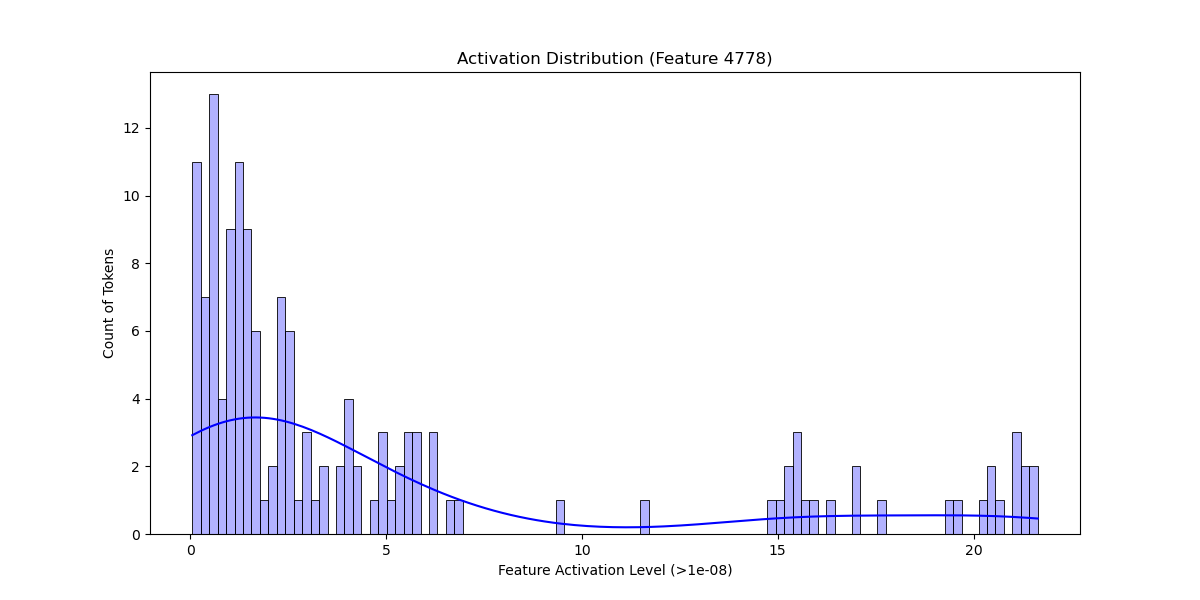 Activation Distribution (Feature 4778)
Count of Tokens
12
10
8
6
4
2
0
0 5 10 15 20
Feature Activation Level (>1e-08)